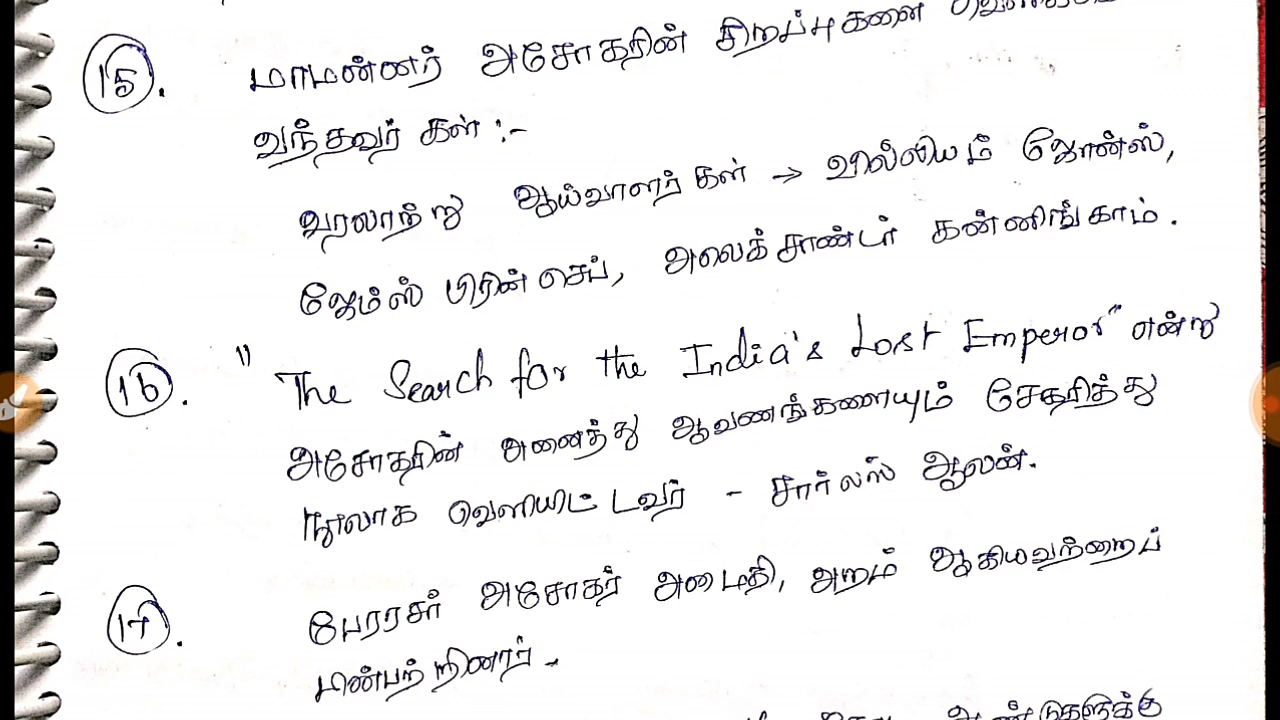 15. மாமன்னர் அசோகரின் சிறப்புகளை
வந்தவர்கள் :-
வரலாற்று ஆய்வாளர்கள் → வில்லியம் ஜோன்ஸ்,
ஜேம்ஸ் பிரின்செப், அலெக்சாண்டர் கன்னிங்காம்.
16. "The Search for the India's Lost Emperor" என்று
அசோகரின் அனைத்து ஆவணங்களையும் சேகரித்து
நூலாக வெளியிட்டவர் - சார்லஸ் ஆலன்.
17. பேரரசர் அசோகர் அமைதி, அறம் ஆகியவற்றைப்
பின்பற்றினார்.
ஆண்டுகளுக்கு